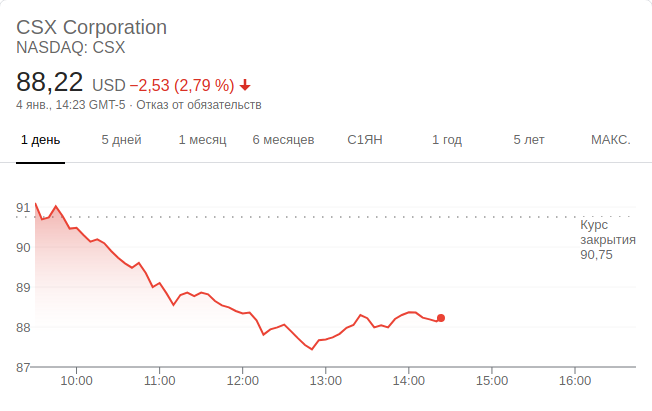 CSX Corporation
NASDAQ: CSX
88,22 USD −2,53 (2,79 %)
4 янв., 14:23 GMT-5 · Отказ от обязательств
1 день 5 дней 1 месяц 6 месяцев С1ЯН 1 год 5 лет МАКС.
91
Курс
закрытия
90,75
90
89
88
87
10:00 11:00 12:00 13:00 14:00 15:00 16:00